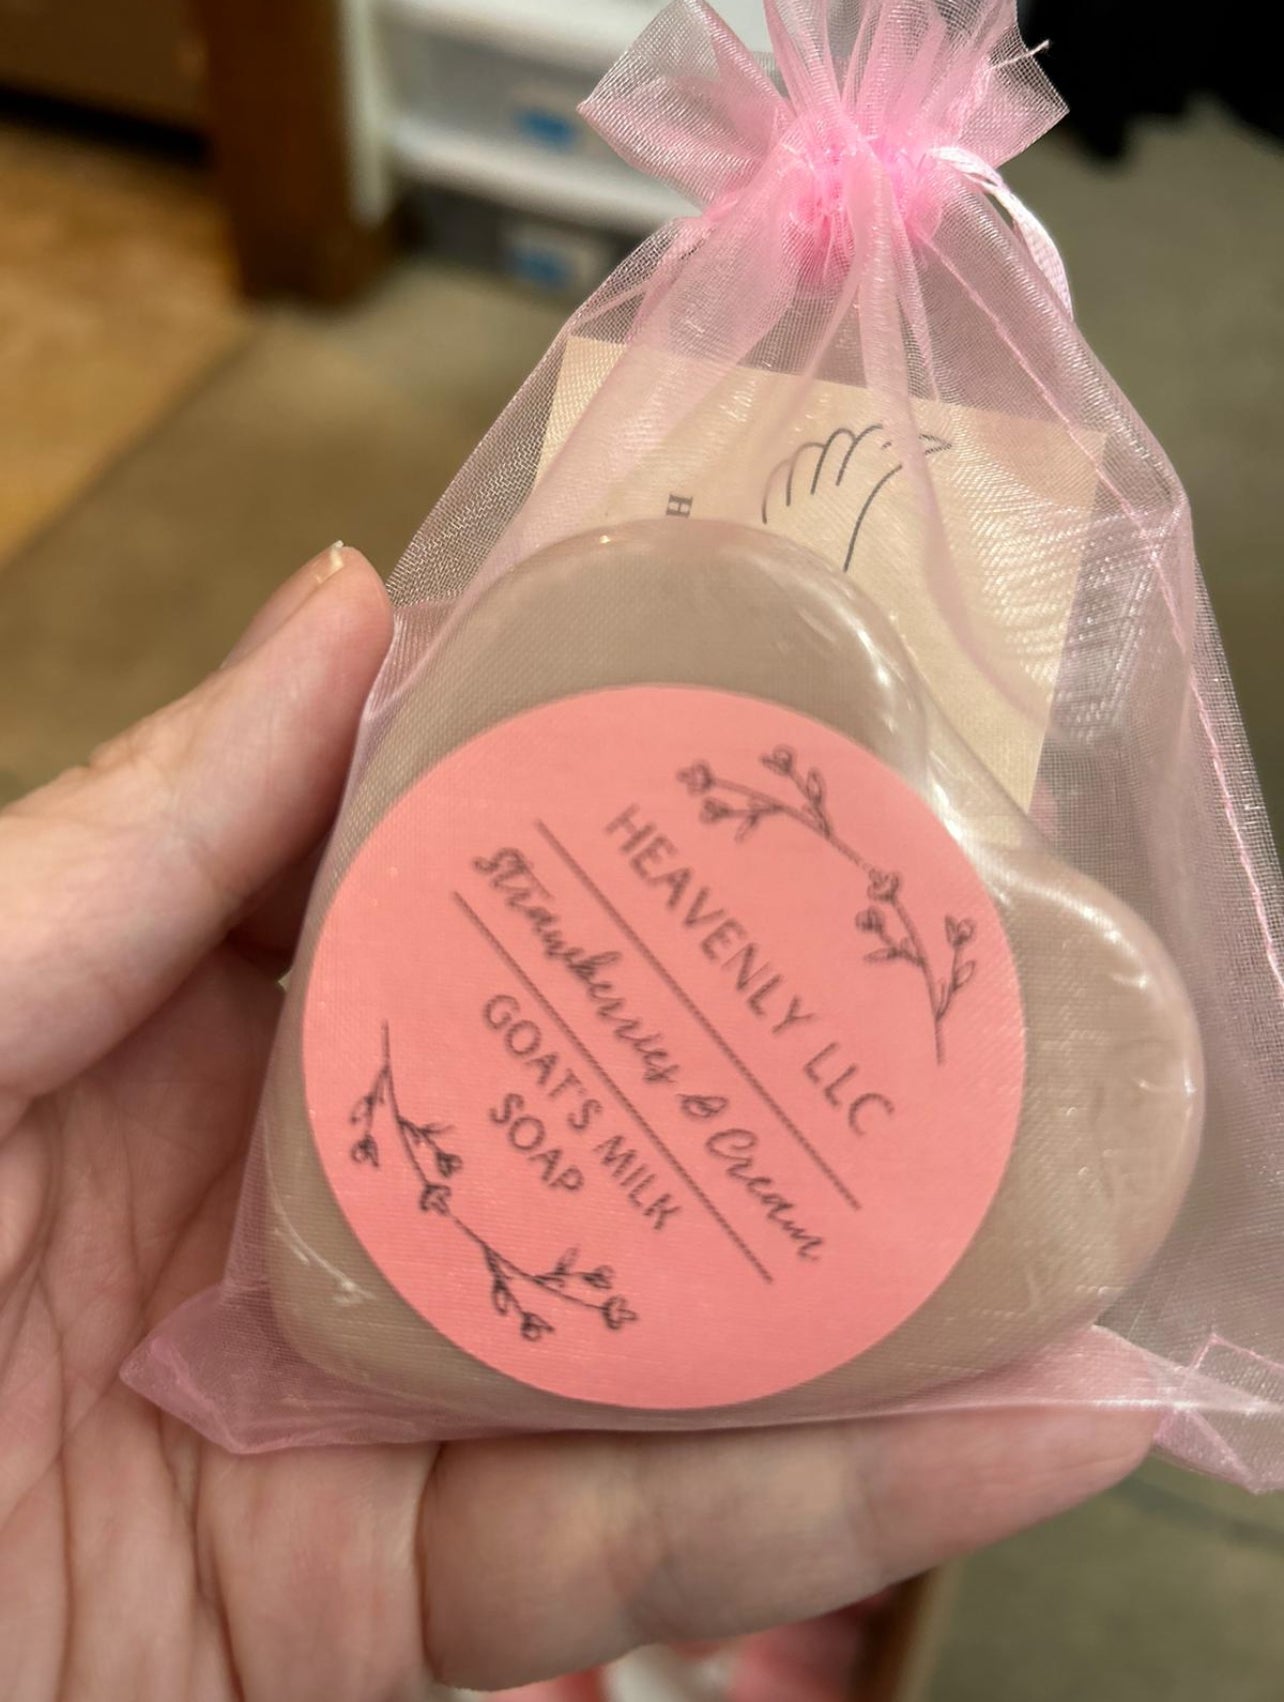 H
HEAVENLY LLC
Strawberries & Cream
GOAT'S MILK
SOAP